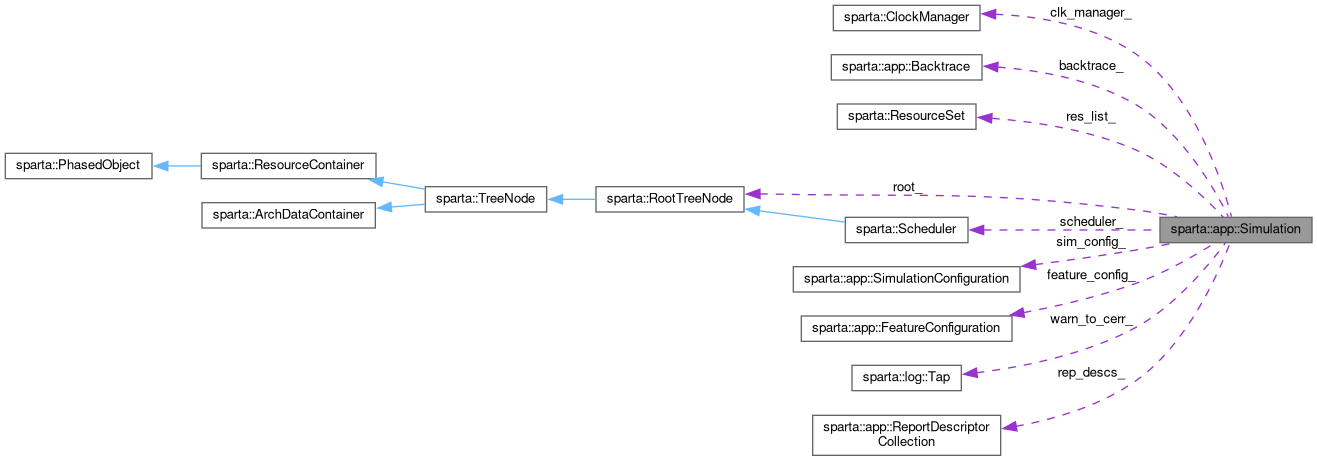 sparta::ClockManager
clk_manager_
sparta::app::Backtrace
backtrace_
sparta::ResourceSet
res_list_
sparta::PhasedObject
sparta::ResourceContainer
sparta::ArchDataContainer
sparta::TreeNode
sparta::RootTreeNode
root_
sparta::Scheduler
scheduler_
sparta::app::Simulation
sim_config_
sparta::app::SimulationConfiguration
feature_config_
sparta::app::FeatureConfiguration
warn_to_cerr_
sparta::log::Tap
rep_descs_
sparta::app::ReportDescriptor
Collection